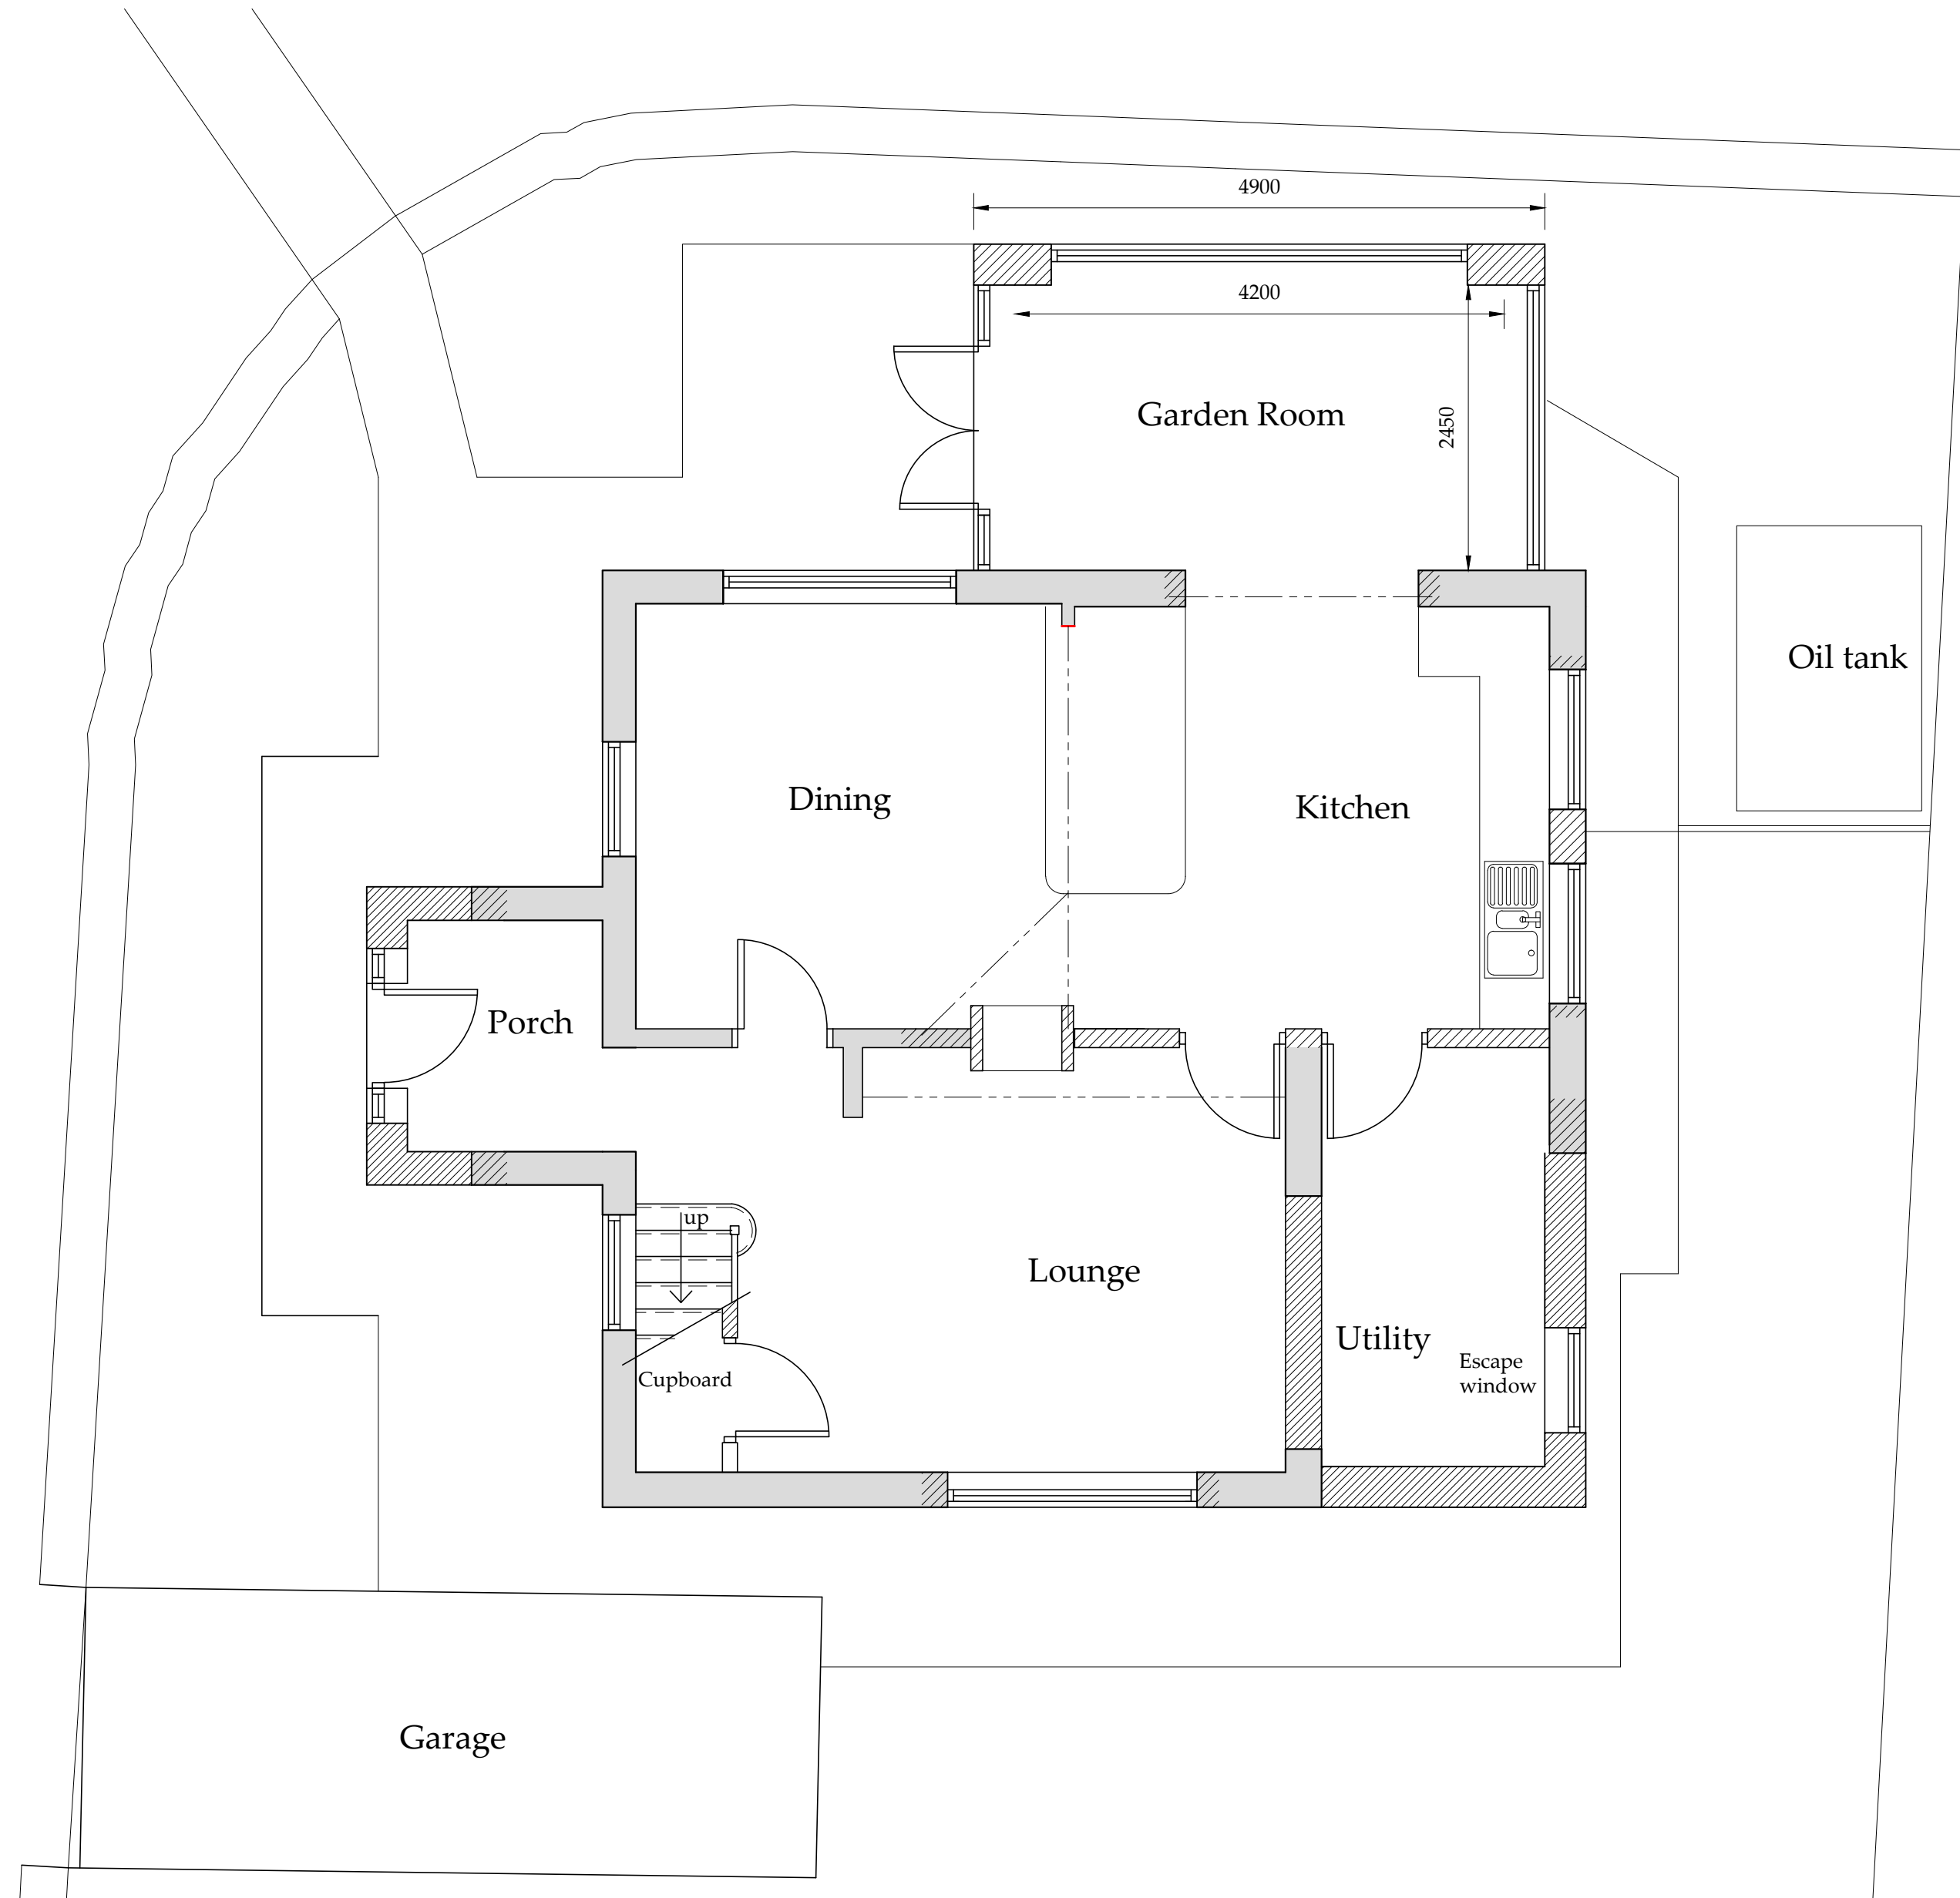 4900
4200
Garden Room
2450
Oil tank
Dining
Kitchen
Porch
up
Lounge
Utility
Escape
window
Cupboard
Garage